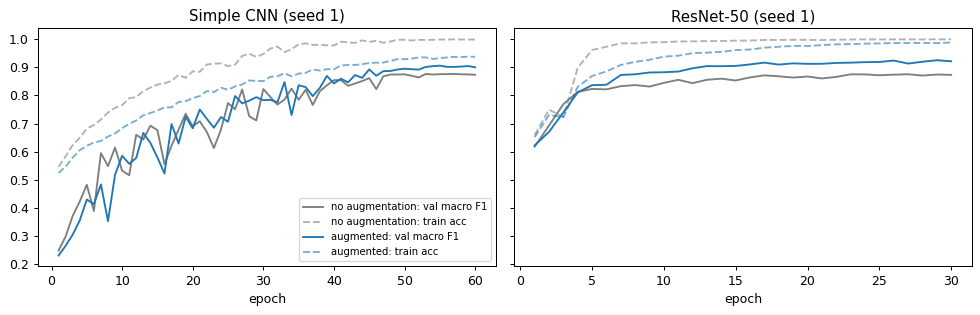 Simple CNN (seed 1)
1.0
0.9
0.8
0.7
0.6
0.5
0.4
0.3
0.2
0
10
20
30
40
50
60
epoch
no augmentation: val macro F1
no augmentation: train acc
augmented: val macro F1
augmented: train acc
ResNet-50 (seed 1)
0
5
10
15
20
25
30
epoch